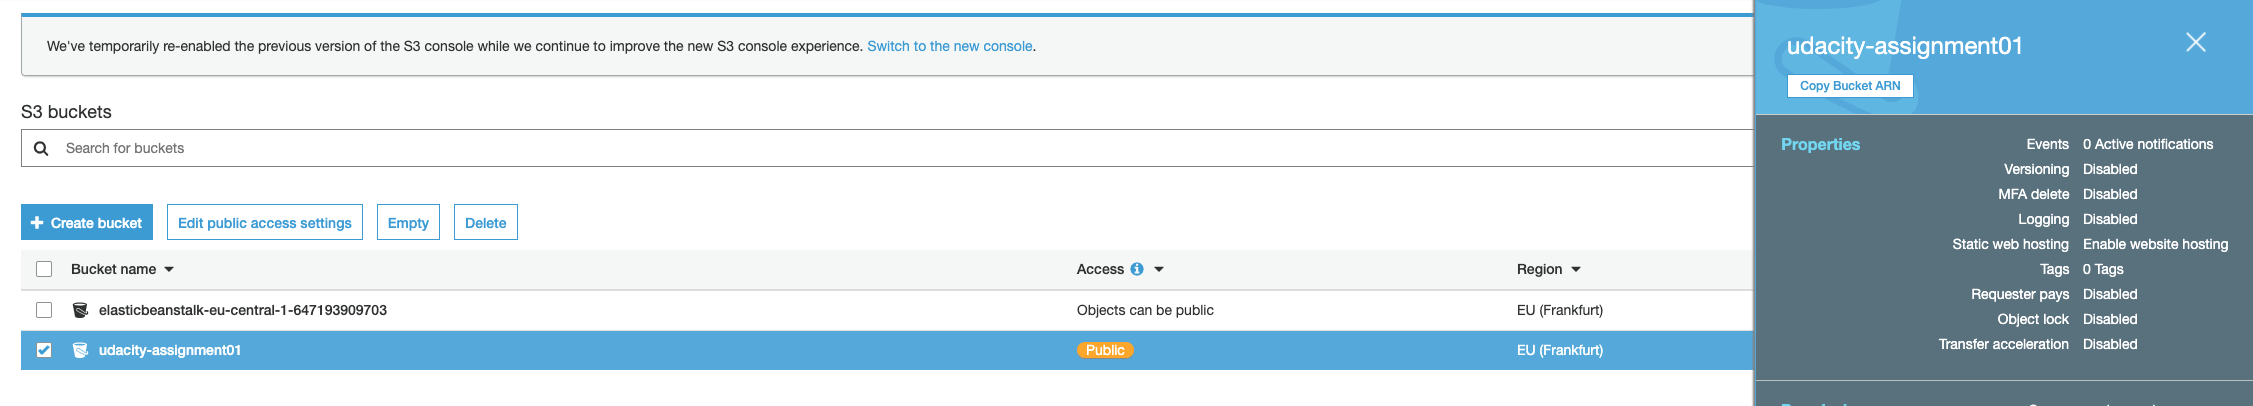 We've temporarily re-enabled the previous version of the S3 console while we continue to improve the new S3 console experience. Switch to the new console.
S3 buckets
Search for buckets
Create bucket
Edit public access settings
Empty
Delete
Bucket name
Access
Region
elasticbeanstalk-eu-central-1-647193909703
Objects can be public
EU (Frankfurt)
udacity-assignment01
Public
EU (Frankfurt)
udacity-assignment01
Copy Bucket ARN
Properties
Events 0 Active notifications
Versioning Disabled
MFA delete Disabled
Logging Disabled
Static web hosting Enable website hosting
Tags 0 Tags
Requester pays Disabled
Object lock Disabled
Transfer acceleration Disabled